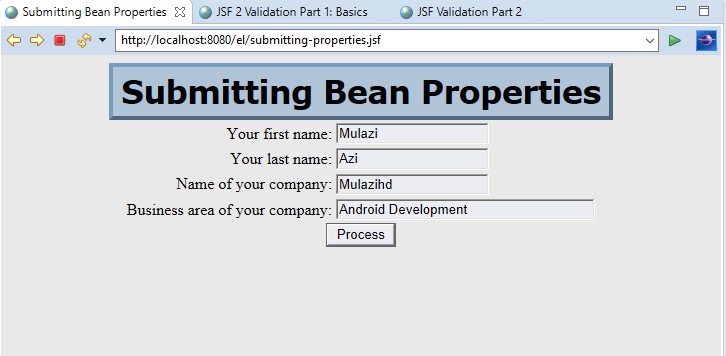 Submitting Bean Properties JSF 2 Validation Part 1: Basics JSF Validation Part 2
http://localhost:8080/el/submitting-properties.jsf
Submitting Bean Properties
Your first name: Mulazi
Your last name: Azi
Name of your company: Mulazihd
Business area of your company: Android Development
Process